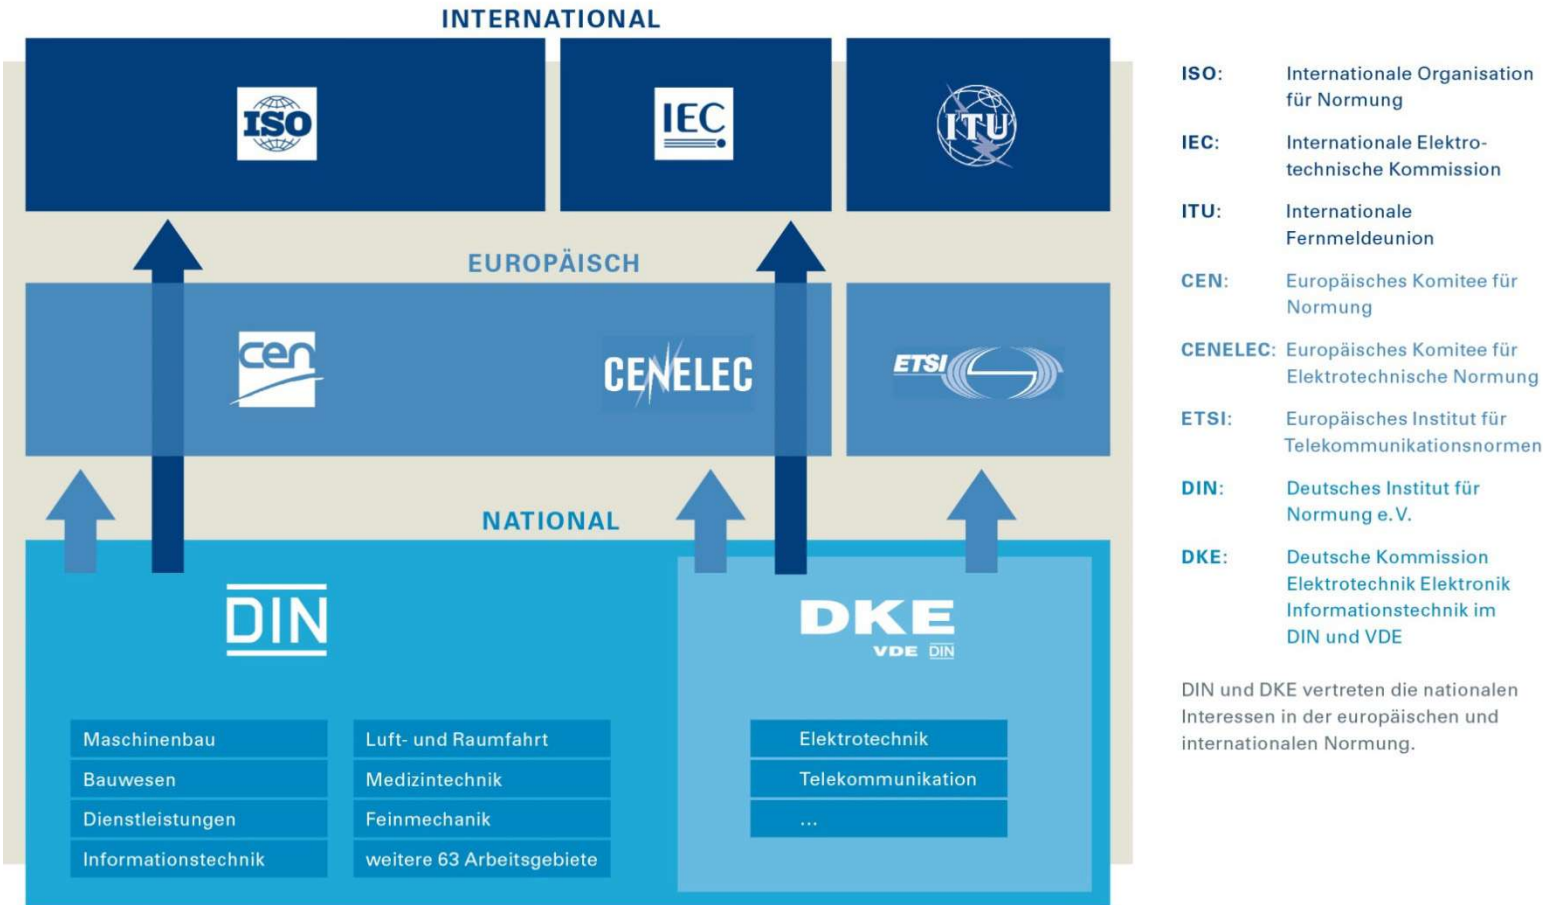 INTERNATIONAL
ISO
IEC
ITU
EUROPÄISCH
cen
CENELEC
ETSI
NATIONAL
DIN
DKE
VDE DIN
Maschinenbau
Bauwesen
Dienstleistungen
Informationstechnik
Luft- und Raumfahrt
Medizintechnik
Feinmechanik
weitere 63 Arbeitsgebiete
Elektrotechnik
Telekommunikation
...
ISO: Internationale Organisation
für Normung
IEC: Internationale Elektro-
technische Kommission
ITU: Internationale
Fernmeldeunion
CEN: Europäisches Komitee für
Normung
CENELEC: Europäisches Komitee für
Elektrotechnische Normung
ETSI: Europäisches Institut für
Telekommunikationsnormen
DIN: Deutsches Institut für
Normung e.V.
DKE: Deutsche Kommission
Elektrotechnik Elektronik
Informationstechnik im
DIN und VDE
DIN und DKE vertreten die nationalen
Interessen in der europäischen und
internationalen Normung.